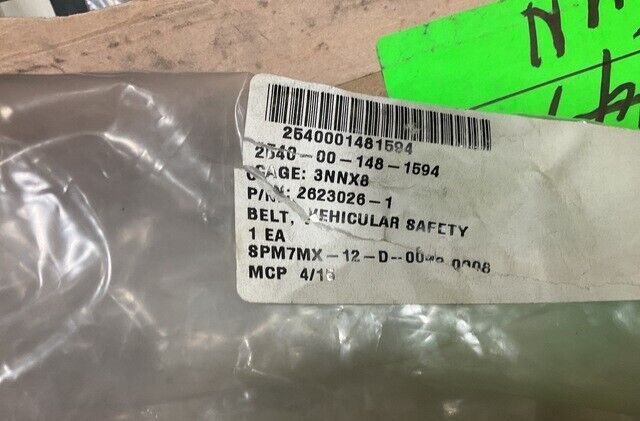 2540001481594
2540-00-148-1594
CAGE: 3NNX8
P/N: 2623026-1
BELT, VEHICULAR SAFETY
1 EA
MCP